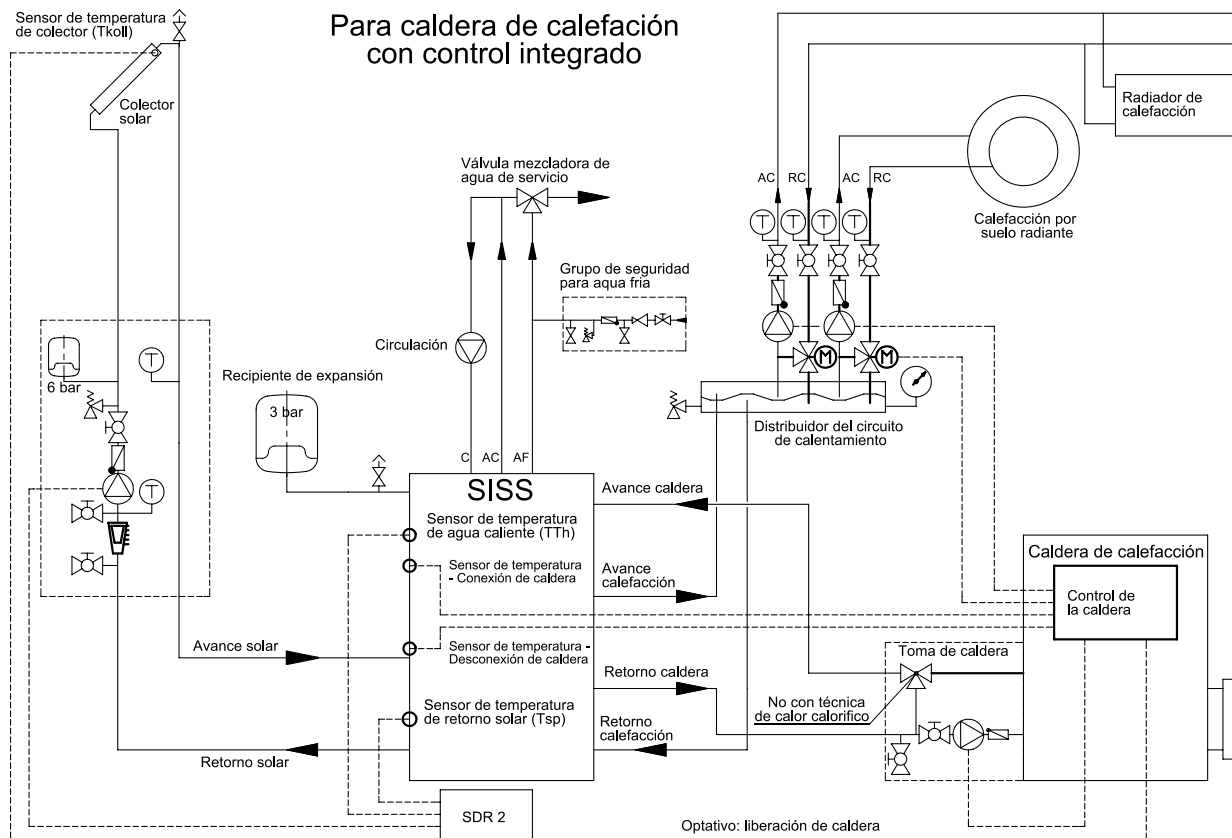 Sensor de temperatura
de colector (Tkoll)
Para caldera de calefación
con control integrado
Colector
solar
Radiador de
calefacción
Válvula mezcladora de
agua de servicio
AC
RC
AC
RC
T
T
T
T
Calefacción por
suelo radiante
Grupo de seguridad
para aqua fria
Circulación
6 bar
T
Recipiente de expansión
3 bar
M
M
Distribuidor del circuito
de calentamiento
C
AC
AF
SISS
T
Avance caldera
Sensor de temperatura
de agua caliente (TTh)
Sensor de temperatura
- Conexión de caldera
Avance
calefacción
Caldera de calefacción
Control de
la caldera
Avance solar
Sensor de temperatura -
Desconexión de caldera
Toma de caldera
Retorno caldera
No con técnica
de calor calorifico
Sensor de temperatura
de retorno solar (Tsp)
Retorno
calefacción
Retorno solar
SDR 2
Optativo: liberación de caldera